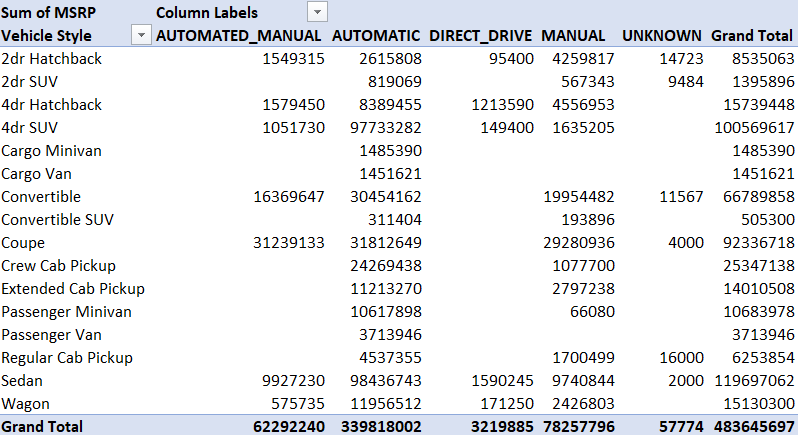 Sum of MSRP Column Labels
Vehicle Style AUTOMATED_MANUAL AUTOMATIC DIRECT_DRIVE MANUAL UNKNOWN Grand Total
2dr Hatchback 1549315 2615808 95400 4259817 14723 8535063
2dr SUV 819069 567343 9484 1395896
4dr Hatchback 1579450 8389455 1213590 4556953 15739448
4dr SUV 1051730 97733282 149400 1635205 100569617
Cargo Minivan 1485390 1485390
Cargo Van 1451621 1451621
Convertible 16369647 30454162 19954482 11567 66789858
Convertible SUV 311404 193896 505300
Coupe 31239133 31812649 29280936 4000 92336718
Crew Cab Pickup 24269438 1077700 25347138
Extended Cab Pickup 11213270 2797238 14010508
Passenger Minivan 10617898 66080 10683978
Passenger Van 3713946 3713946
Regular Cab Pickup 4537355 1700499 16000 6253854
Sedan 9927230 98436743 1590245 9740844 2000 119697062
Wagon 575735 11956512 171250 2426803 15130300
Grand Total 62292240 339818002 3219885 78257796 57774 483645697